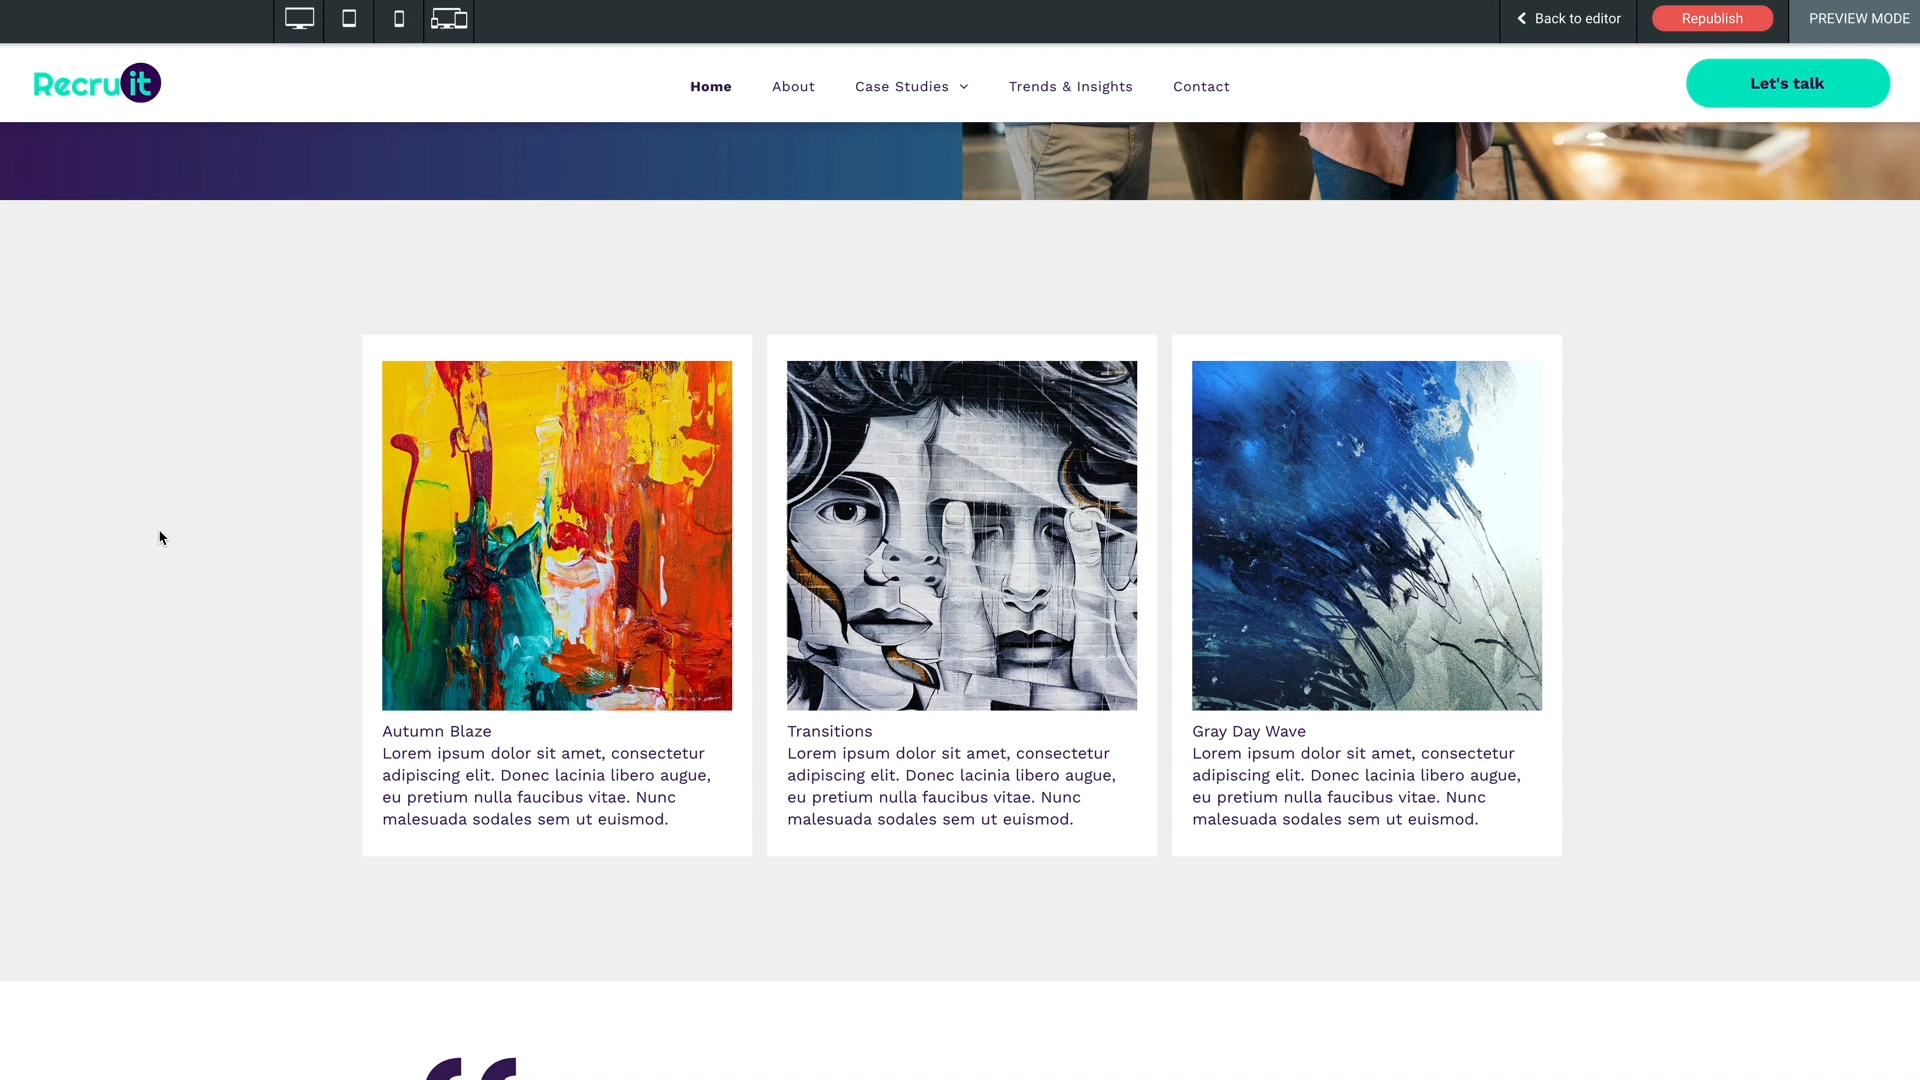 Back to editor
Republish
PREVIEW MODE
Recruit
Home
About
Case Studies
Trends & Insights
Contact
Let's talk
Autumn Blaze
Lorem ipsum dolor sit amet, consectetur
adipiscing elit. Donec lacinia libero augue,
eu pretium nulla faucibus vitae. Nunc
malesuada sodales sem ut euismod.
Transitions
Lorem ipsum dolor sit amet, consectetur
adipiscing elit. Donec lacinia libero augue,
eu pretium nulla faucibus vitae. Nunc
malesuada sodales sem ut euismod.
Gray Day Wave
Lorem ipsum dolor sit amet, consectetur
adipiscing elit. Donec lacinia libero augue,
eu pretium nulla faucibus vitae. Nunc
malesuada sodales sem ut euismod.